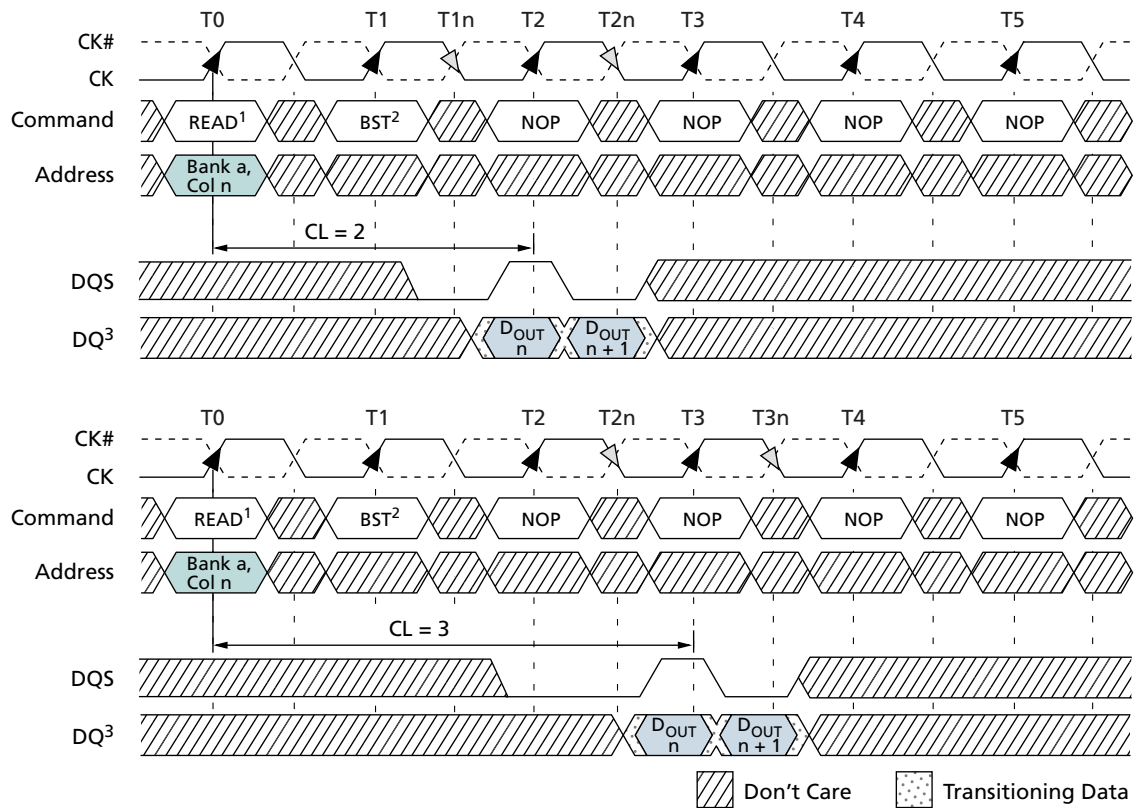 T0 T1 T1n T2 T2n T3 T4 T5
CK#
CK
Command READ1 BST2 NOP NOP NOP NOP
Address Bank a,
Col n
CL = 2
DQS
DQ3 DOUT
n DOUT
n + 1
T0 T1 T2 T2n T3 T3n T4 T5
CK#
CK
Command READ1 BST2 NOP NOP NOP NOP
Address Bank a,
Col n
CL = 3
DQS
DQ3 DOUT
n DOUT
n + 1
Don't Care Transitioning Data